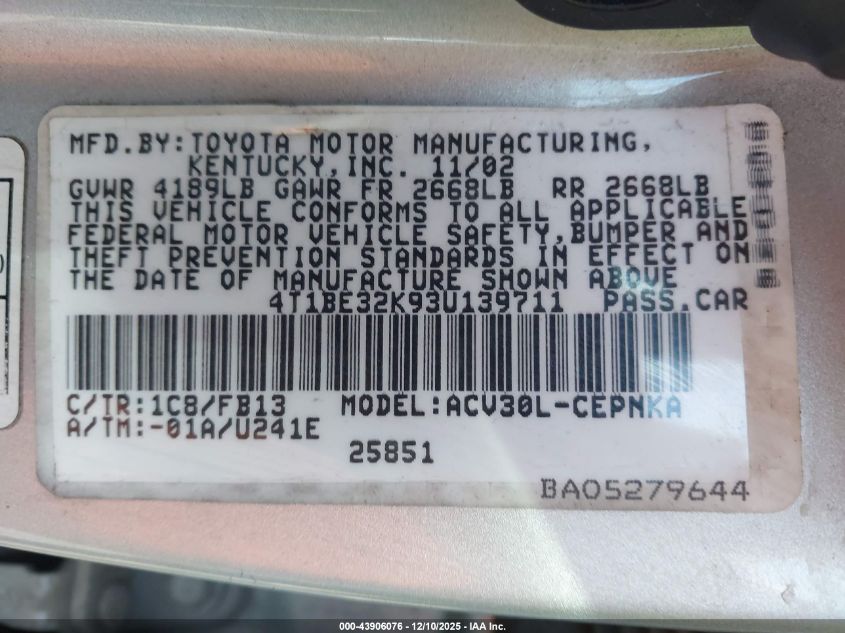 MFD.BY:TOYOTA MOTOR MANUFACTURING,
KENTUCKY,INC. 11/02
GVWR 4189LB GAWR FR 2668LB RR 2668LB
THIS VEHICLE CONFORMS TO ALL APPLICABLE
FEDERAL MOTOR VEHICLE SAFETY,BUMPER AND
THEFT PREVENTION STANDARDS IN EFFECT ON
THE DATE OF MANUFACTURE SHOWN ABOVE
4T1BE32K93U139711 PASS.CAR
C/TR:1C8/FB13 MODEL:ACV30L-CEPNKA
A/TM:-01A/U241E
25851
BA05279644
000-43906076 - 12/10/2025 - IAA Inc.